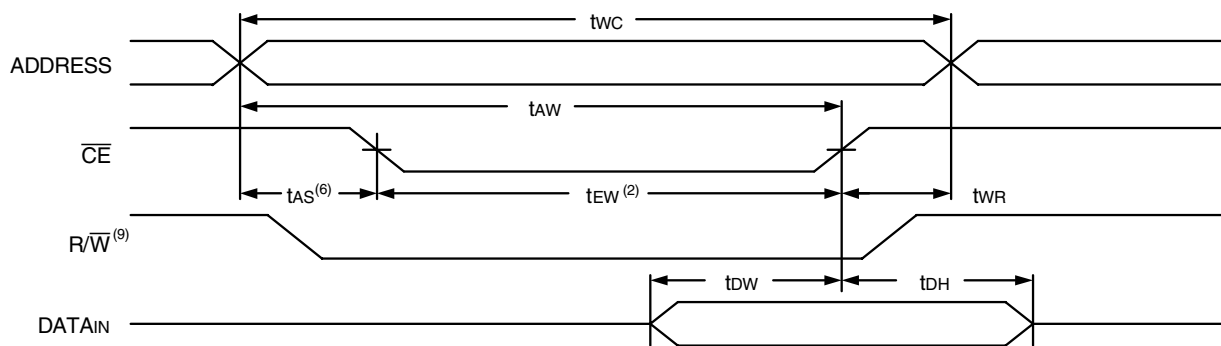 tWC
ADDRESS
tAW
CE
tAS(6)
tEW (2)
tWR
R/W (9)
tDW
tDH
DATAIN